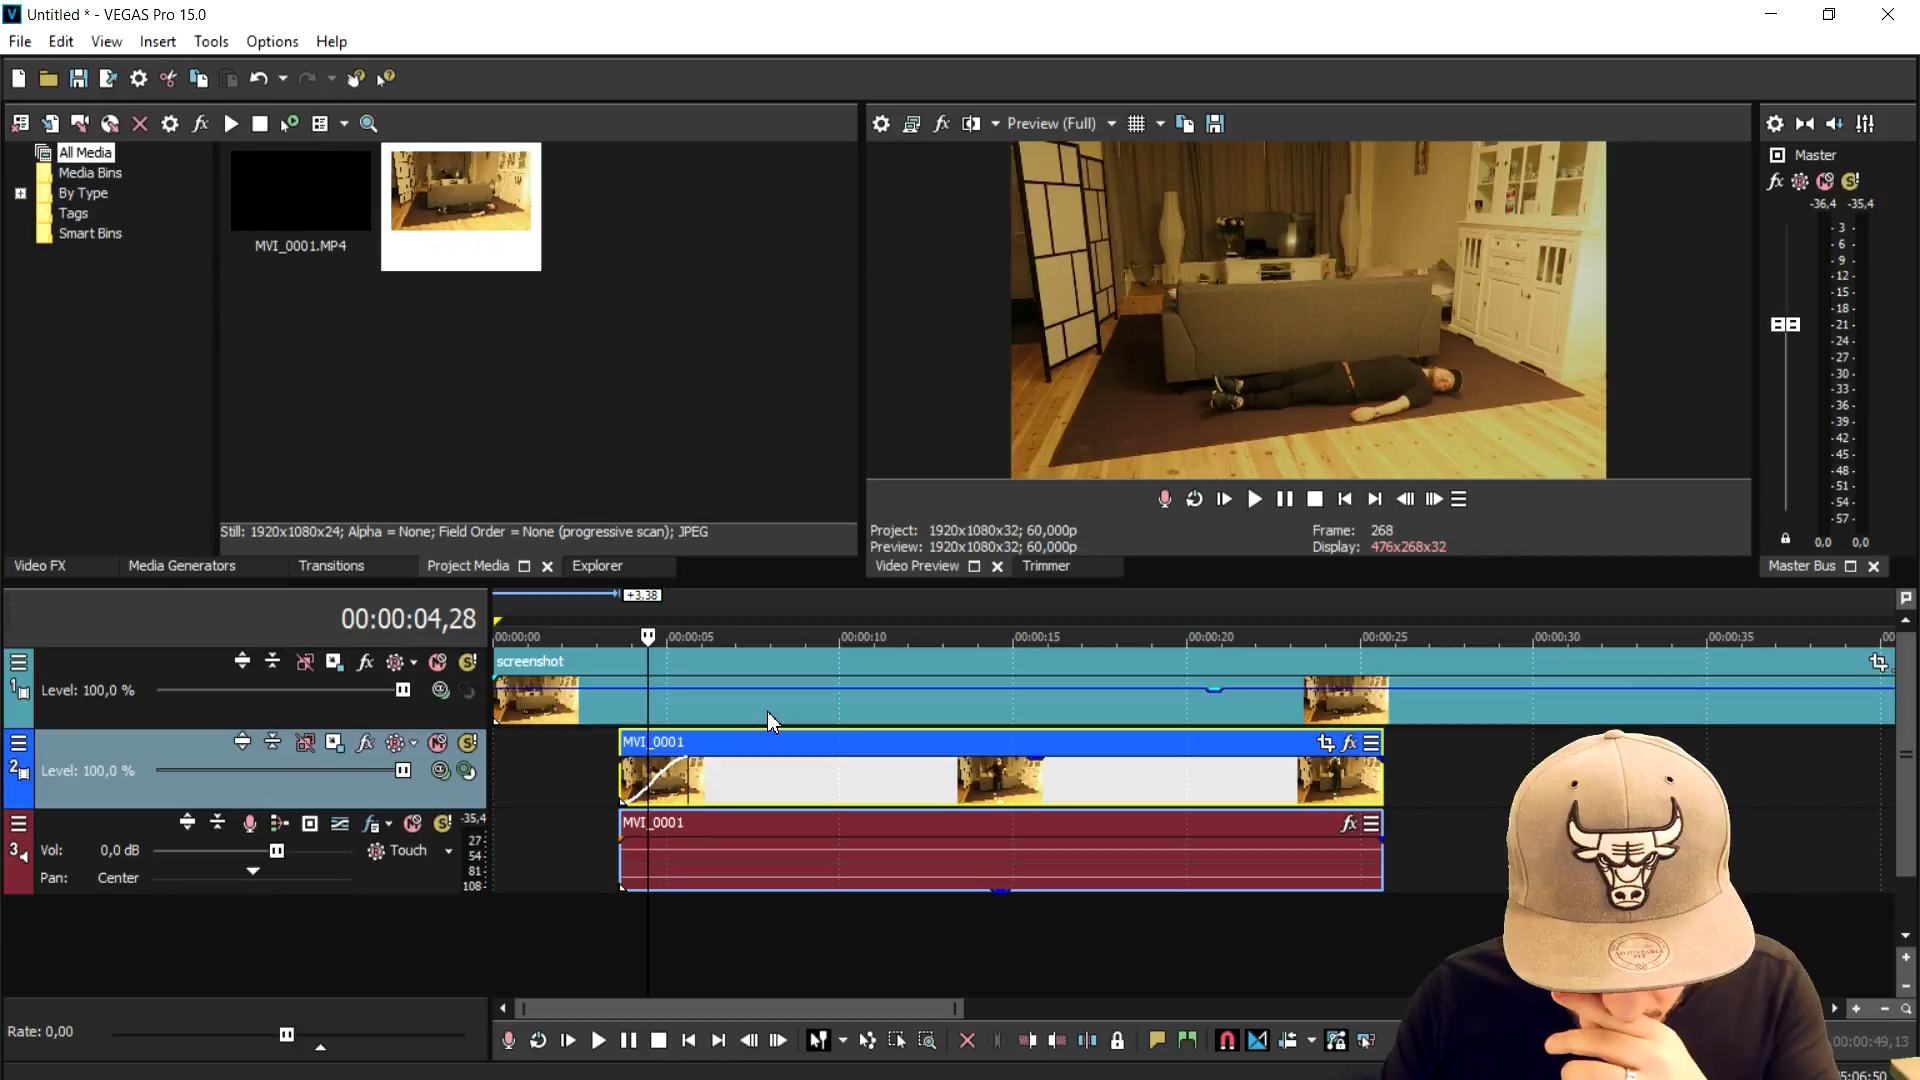 Untitled * - VEGAS Pro 15.0
File Edit View Insert Tools Options Help
Preview (Full)
All Media
Media Bins
By Type
Tags
Smart Bins
MVI_0001.MP4
Master
-36,4 -35,4
3
6
9
12
15
18
21
24
27
30
33
36
39
42
45
48
51
54
57
0,0 0,0
Still: 1920x1080x24; Alpha = None; Field Order = None (progressive scan); JPEG
Project: 1920x1080x32; 60,000p
Preview: 1920x1080x32; 60,000p
Frame: 268
Display: 476x268x32
Video FX Media Generators Transitions Project Media Explorer
Video Preview Trimmer
Master Bus
+3,38
00:00:04,28
00:00:00 00:00:05 00:00:10 00:00:15 00:00:20 00:00:25 00:00:30 00:00:35 00
screenshot
1
Level: 100,0 %
MVI_0001
2
Level: 100,0 %
MVI_0001
3
-35,4
27
54
81
108
Vol: 0,0 dB
Touch
Pan: Center
Rate: 0,00
00:00:49,13
5:06:50